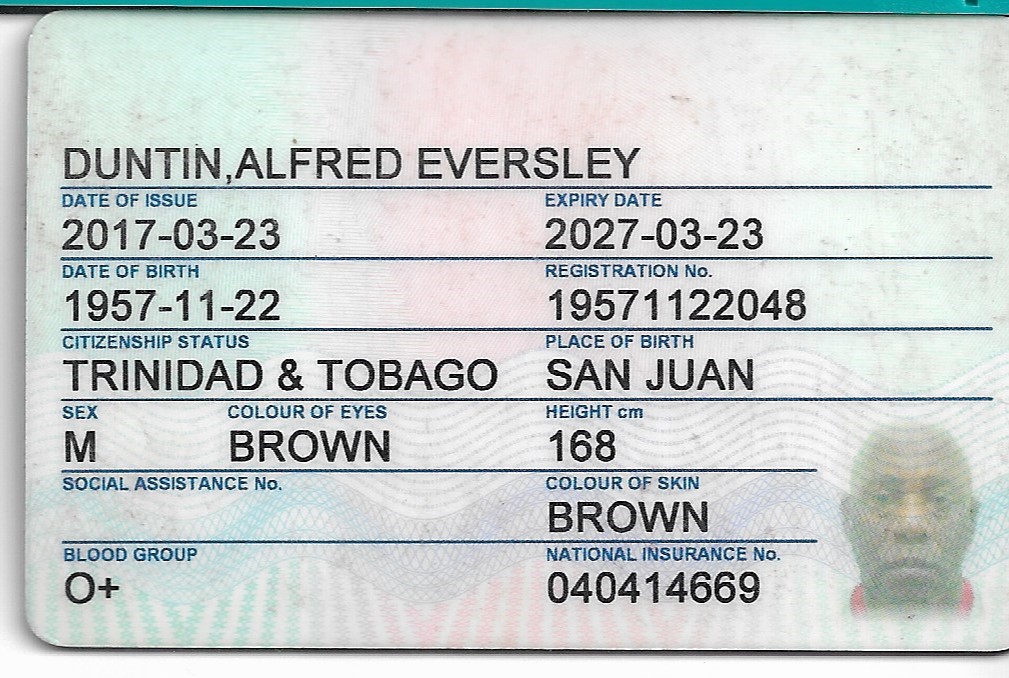 DUNTIN,ALFRED EVERSLEY
DATE OF ISSUE EXPIRY DATE
2017-03-23 2027-03-23
DATE OF BIRTH REGISTRATION No.
1957-11-22 19571122048
CITIZENSHIP STATUS PLACE OF BIRTH
TRINIDAD & TOBAGO SAN JUAN
SEX COLOUR OF EYES HEIGHT cm
M BROWN 168
SOCIAL ASSISTANCE No. COLOUR OF SKIN
BROWN
BLOOD GROUP NATIONAL INSURANCE No.
O+ 040414669